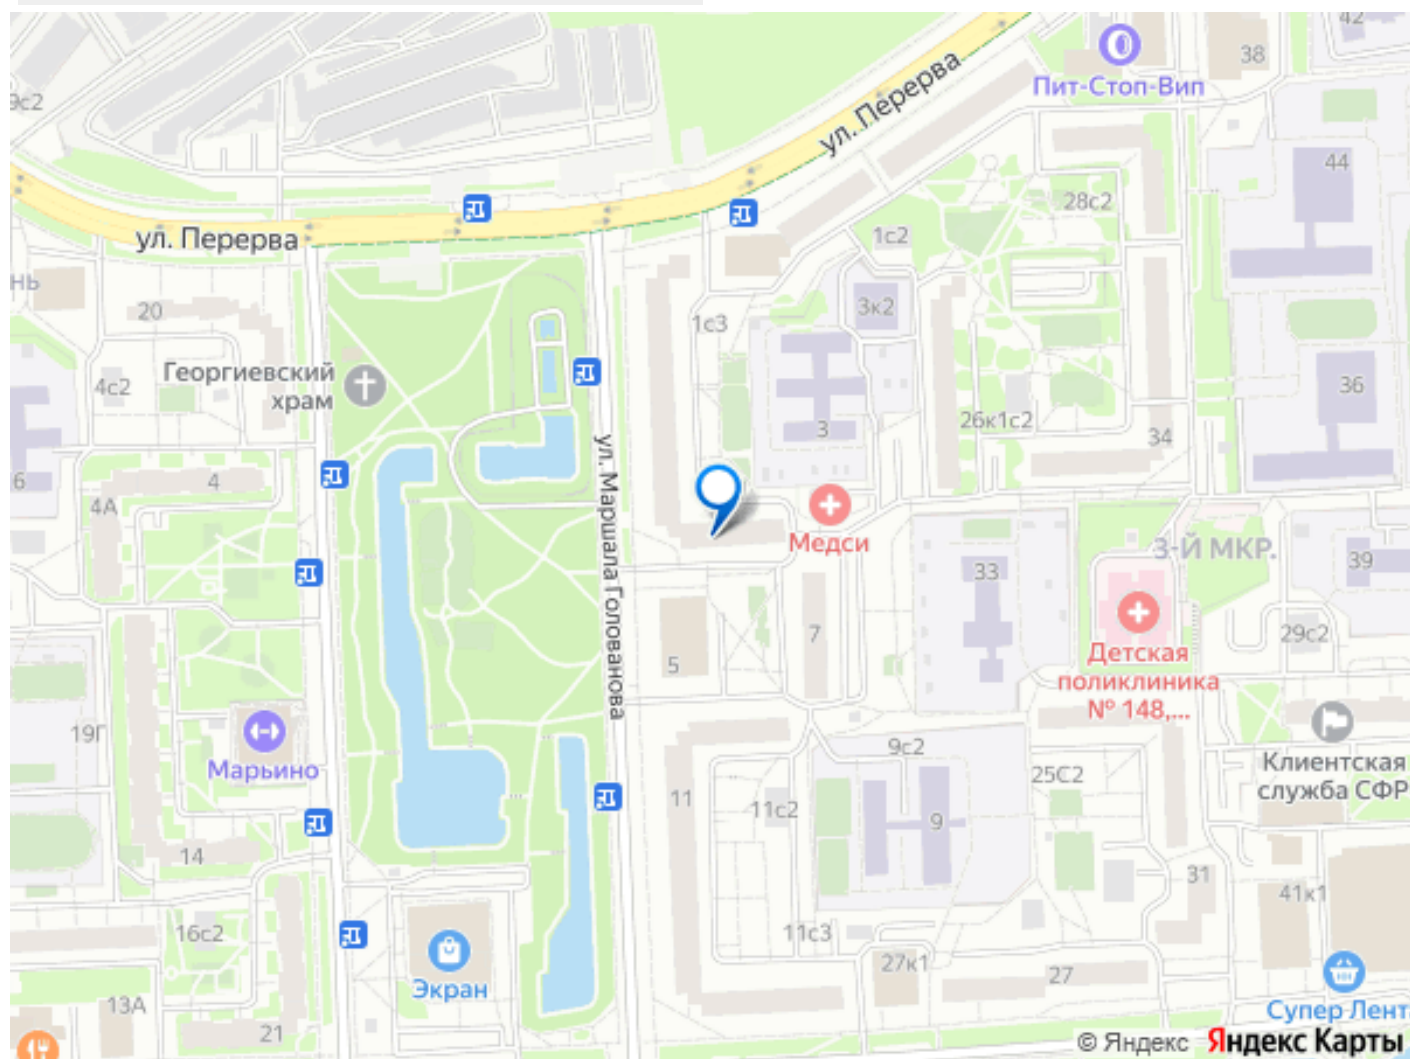 42
38
Пит-Стоп-Вип
9с2
ул. Перерва
44
28с2
ул. Перерва
1с2
НЬ
20
3к2
1с3
Георгиевский
храм
4с2
36
3
26к1с2
34
ул. Маршала Голованова
6
4
4А
Медси
3-Й МКР.
39
33
7
29с2
5
Детская
поликлиника
№ 148,...
19Г
Марьино
9с2
Клиентская
служба СФР
25С2
11
11с2
9
14
31
41к1
16с2
11с3
27к1
27
Экран
13А
Супер Лент
21
© Яндекс Яндекс Карты